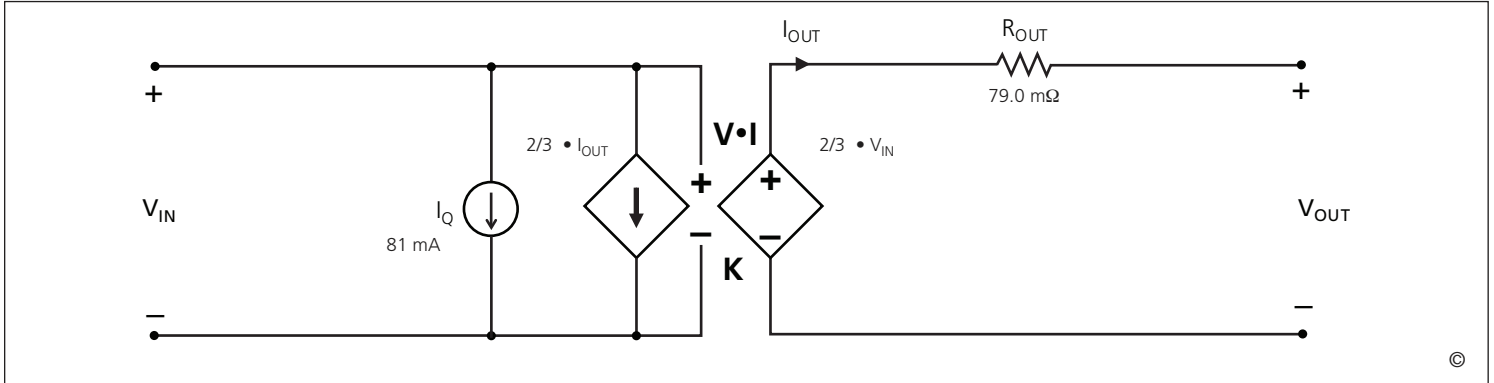 I_OUT
R_OUT
+
79.0 mΩ
+
2/3 • I_OUT
V•I
2/3 • V_IN
+
+
V_IN
I_Q
V_OUT
81 mA
−
−
K
−
−
©